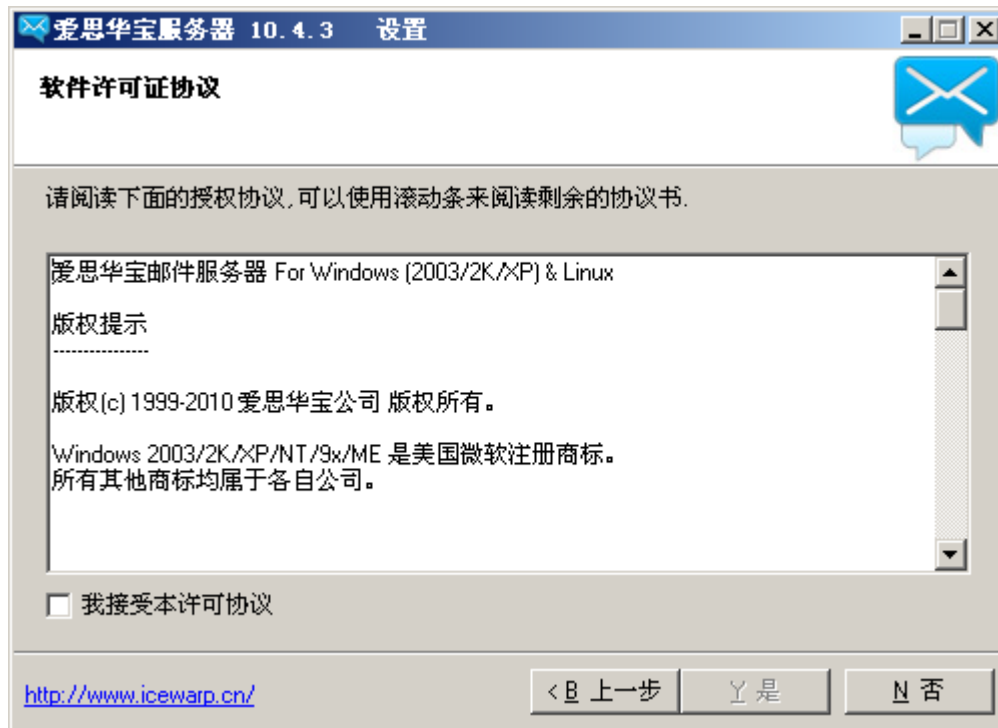 爱思华宝服务器 10.4.3 设置
软件许可证协议
请阅读下面的授权协议,可以使用滚动条来阅读剩余的协议书.
爱思华宝邮件服务器 For Windows (2003/2K/XP) & Linux
版权提示
---------------
版权(c) 1999-2010 爱思华宝公司 版权所有。
Windows 2003/2K/XP/NT/9x/ME 是美国微软注册商标。
所有其他商标均属于各自公司。
我接受本许可协议
http://www.icewarp.cn/
< B 上一步
Y 是
N 否